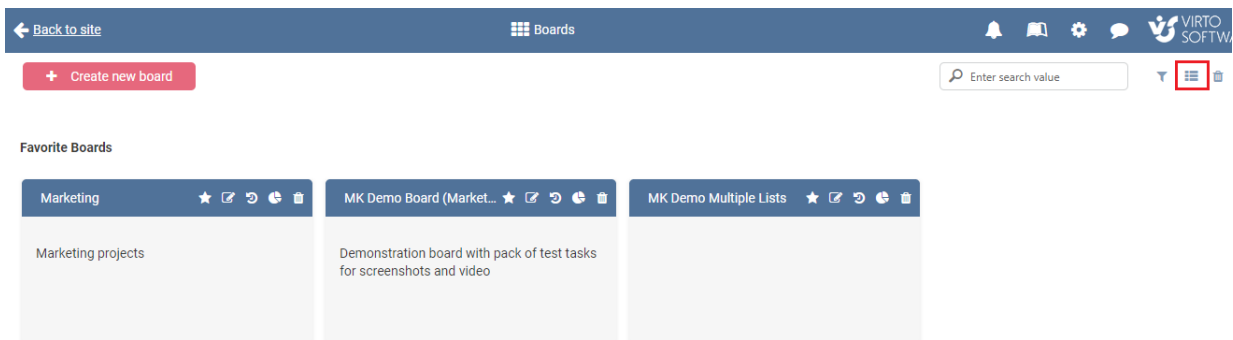 Back to site
Boards
VIRTO
Create new board
Enter search value
Favorite Boards
Marketing
MK Demo Board (Market...
MK Demo Multiple Lists
Marketing projects
Demonstration board with pack of test tasks
for screenshots and video